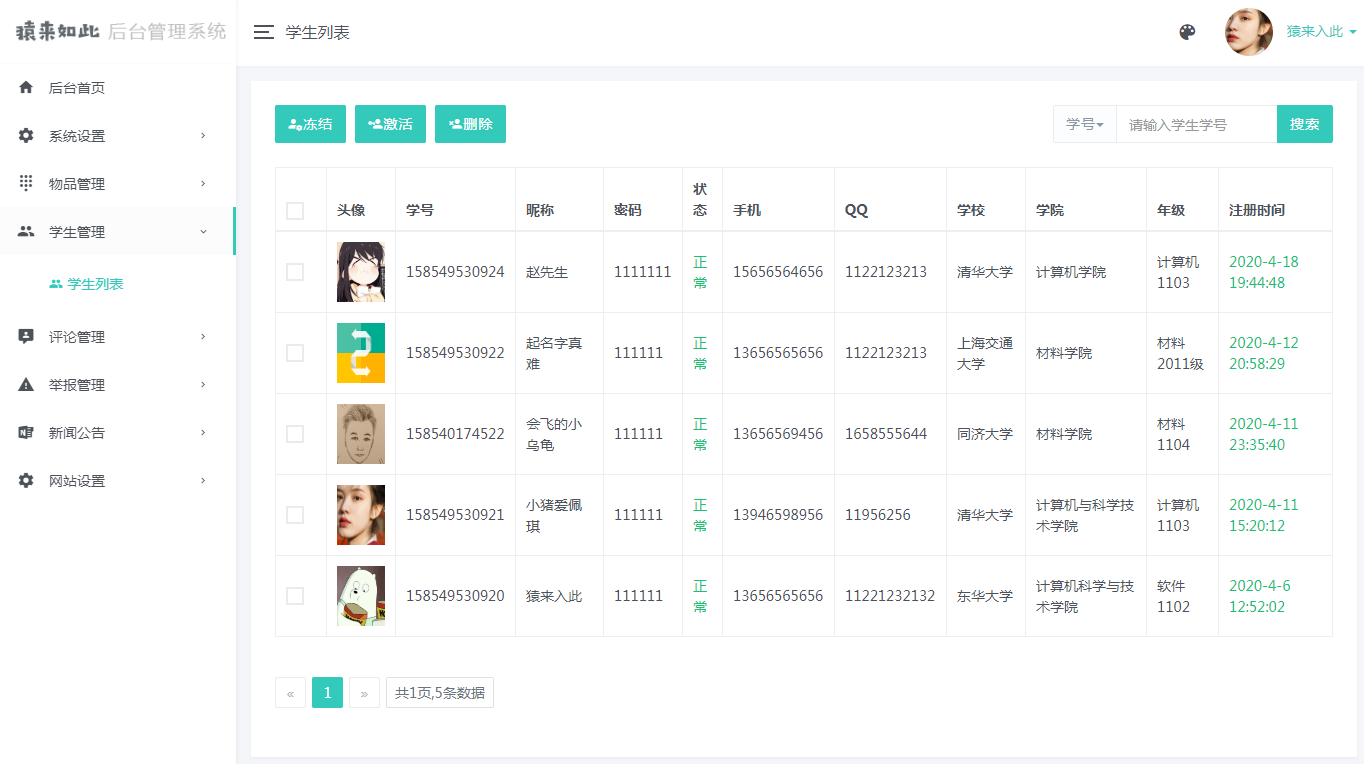 猿来如此 后台管理系统
学生列表
猿来入此
后台首页
系统设置
物品管理
学生管理
学生列表
评论管理
举报管理
新闻公告
网站设置
冻结 激活 删除
学号 请输入学生学号 搜索
头像 学号 昵称 密码 状态 手机 QQ 学校 学院 年级 注册时间
158549530924 赵先生 1111111 正常 15656564656 1122123213 清华大学 计算机学院 计算机1103 2020-4-18 19:44:48
158549530922 起名字真难 111111 正常 13656565656 1122123213 上海交通大学 材料学院 材料2011级 2020-4-12 20:58:29
158540174522 会飞的小乌龟 111111 正常 13656569456 1658555644 同济大学 材料学院 材料1104 2020-4-11 23:35:40
158549530921 小猪爱佩琪 111111 正常 13946598956 11956256 清华大学 计算机与科学技术学院 计算机1103 2020-4-11 15:20:12
158549530920 猿来入此 111111 正常 13656565656 11221232132 东华大学 计算机科学与技术学院 软件1102 2020-4-6 12:52:02
« 1 » 共1页,5条数据